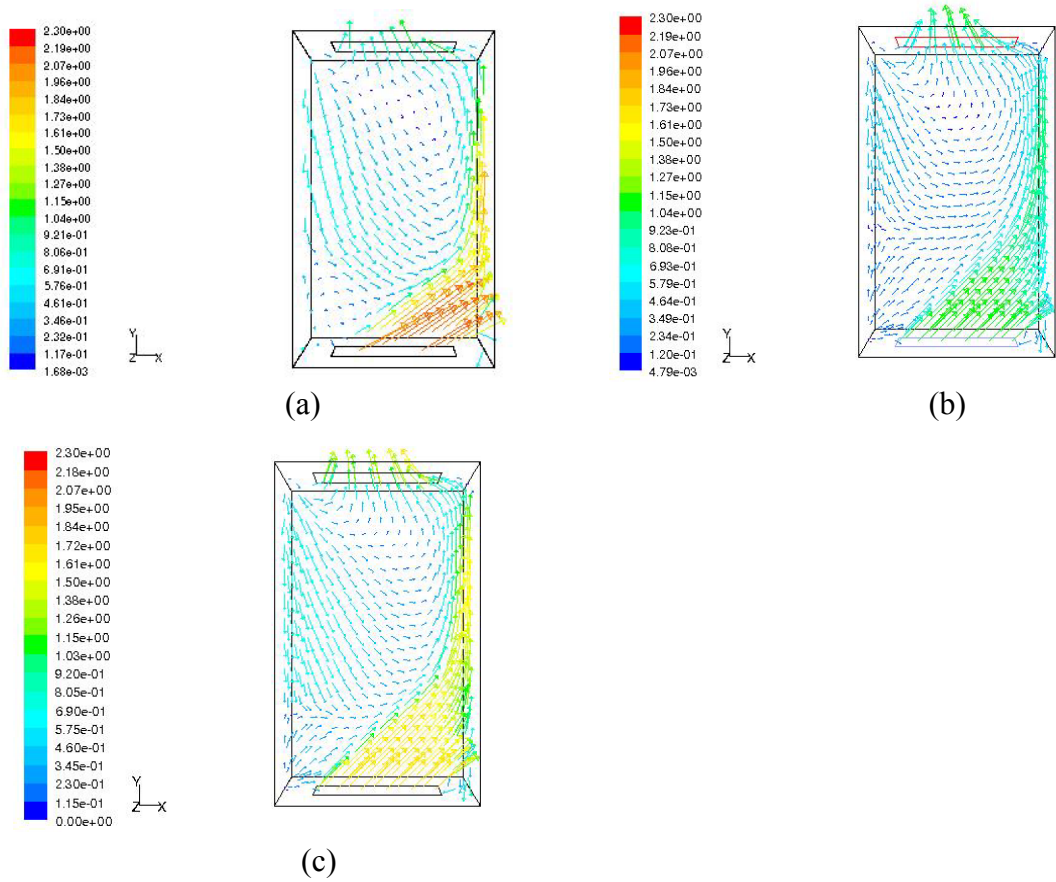 2.30e+00
2.19e+00
2.07e+00
1.96e+00
1.84e+00
1.73e+00
1.61e+00
1.50e+00
1.38e+00
1.27e+00
1.15e+00
1.04e+00
9.21e-01
8.06e-01
6.91e-01
5.76e-01
4.61e-01
3.46e-01
2.32e-01
1.17e-01
1.68e-03
Y
Z X
(a)
2.30e+00
2.19e+00
2.07e+00
1.96e+00
1.84e+00
1.73e+00
1.61e+00
1.50e+00
1.38e+00
1.27e+00
1.15e+00
1.04e+00
9.23e-01
8.08e-01
6.93e-01
5.79e-01
4.64e-01
3.49e-01
2.34e-01
1.20e-01
4.79e-03
Y
Z X
(b)
2.30e+00
2.18e+00
2.07e+00
1.95e+00
1.84e+00
1.72e+00
1.61e+00
1.50e+00
1.38e+00
1.26e+00
1.15e+00
1.03e+00
9.20e-01
8.05e-01
6.90e-01
5.75e-01
4.60e-01
3.45e-01
2.30e-01
1.15e-01
0.00e+00
Y
Z X
(c)